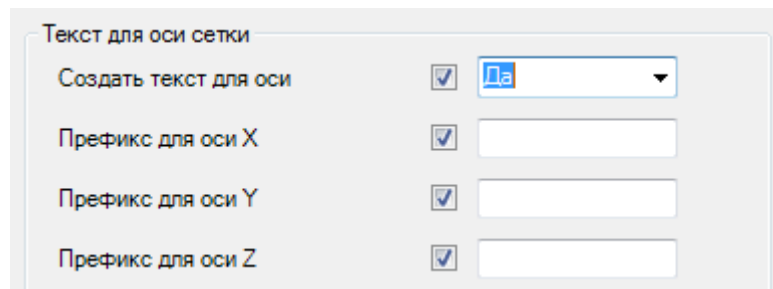 Текст для оси сетки
Создать текст для оси Да
Префикс для оси X
Префикс для оси Y
Префикс для оси Z